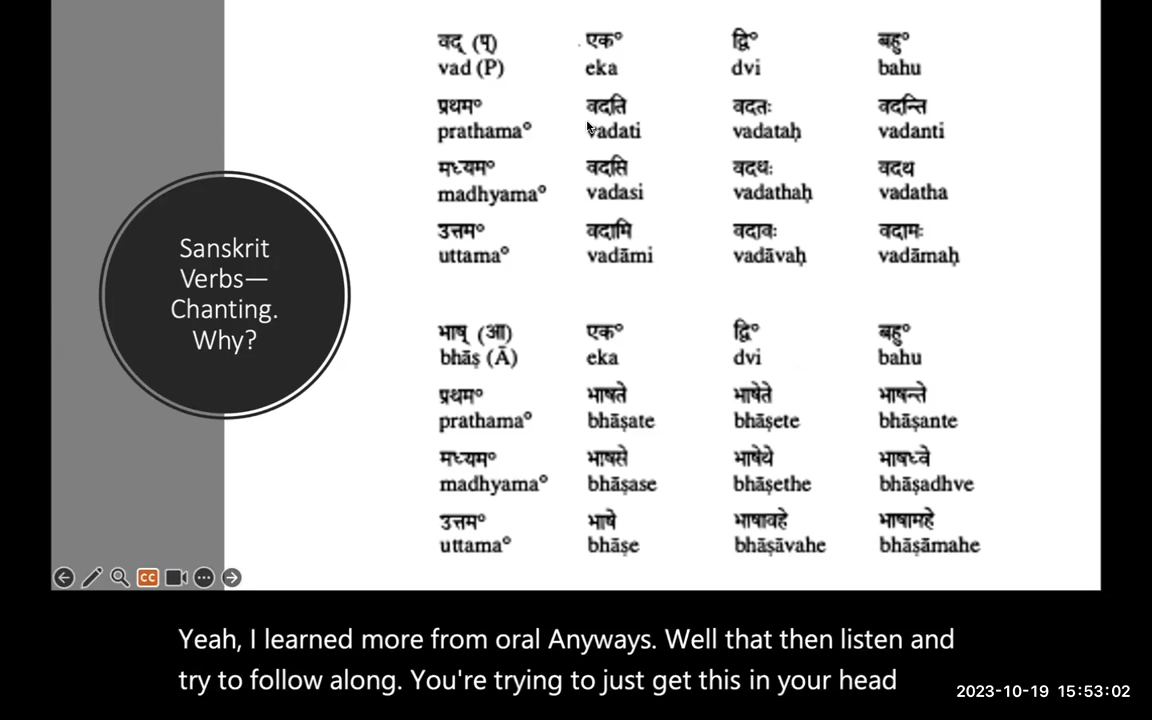 Sanskrit
Verbs—
Chanting.
Why?
वद् (प्) एक° द्वि° बहु°
vad (P) eka dvi bahu
प्रथम° वदति वदतः वदन्ति
prathama° vadati vadataḥ vadanti
मध्यम° वदसि वदथः वदथ
madhyama° vadasi vadathaḥ vadatha
उत्तम° वदामि वदावः वदामः
uttama° vadāmi vadāvaḥ vadāmaḥ
भाष् (आ) एक° द्वि° बहु°
bhāṣ (Ā) eka dvi bahu
प्रथम° भाषते भाषेते भाषन्ते
prathama° bhāṣate bhāṣete bhāṣante
मध्यम° भाषसे भाषेथे भाषध्वे
madhyama° bhāṣase bhāṣethe bhāṣadhve
उत्तम° भाषे भाषावहे भाषामहे
uttama° bhāṣe bhāṣāvahe bhāṣāmahe
CC
Yeah, I learned more from oral Anyways. Well that then listen and
try to follow along. You're trying to just get this in your head
2023-10-19 15:53:02